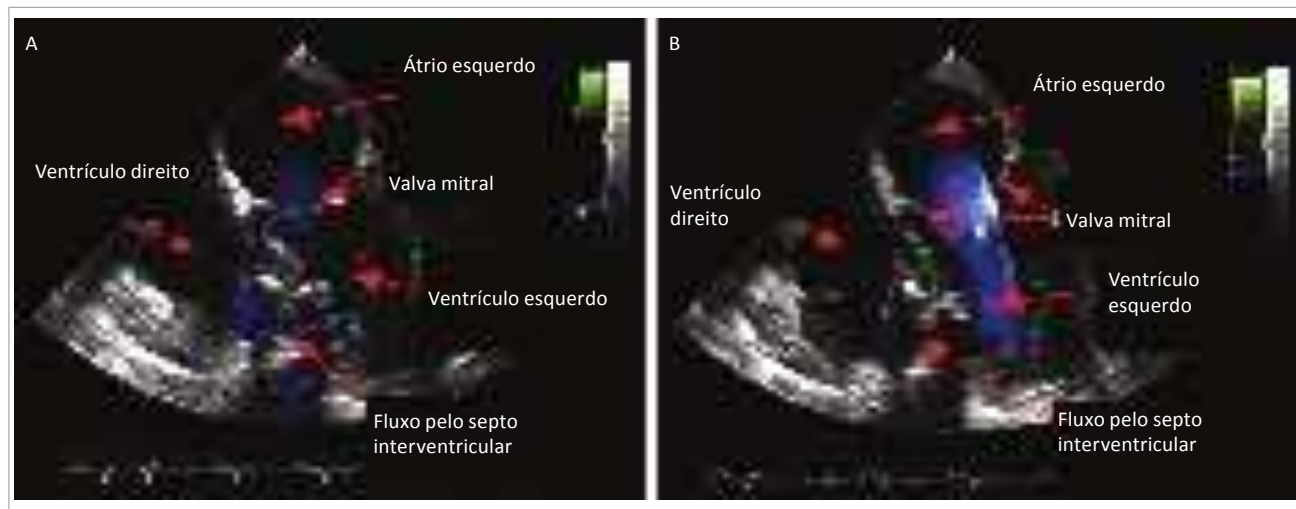 A
Átrio esquerdo
Ventrículo direito
Valva mitral
Ventrículo esquerdo
Fluxo pelo septo
interventricular
B
Átrio esquerdo
Ventrículo
direito
Valva mitral
Ventrículo
esquerdo
Fluxo pelo septo
interventricular